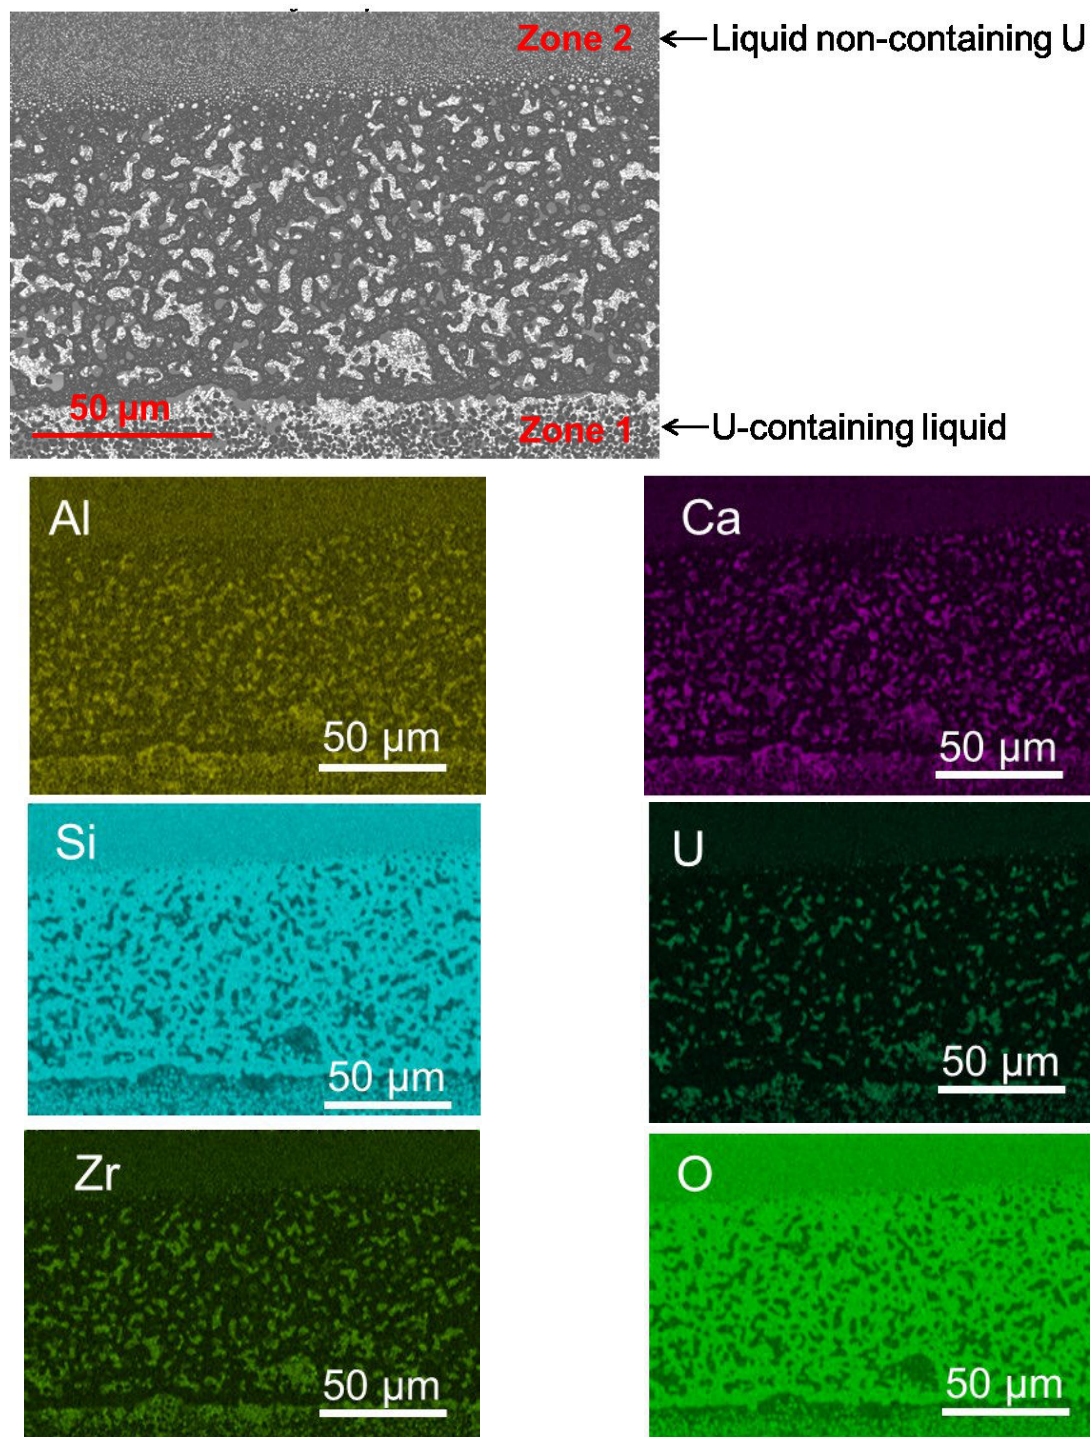 Zone 2
Liquid non-containing U
50 µm
Zone 1
U-containing liquid
Al
50 µm
Ca
50 µm
Si
50 µm
U
50 µm
Zr
50 µm
O
50 µm